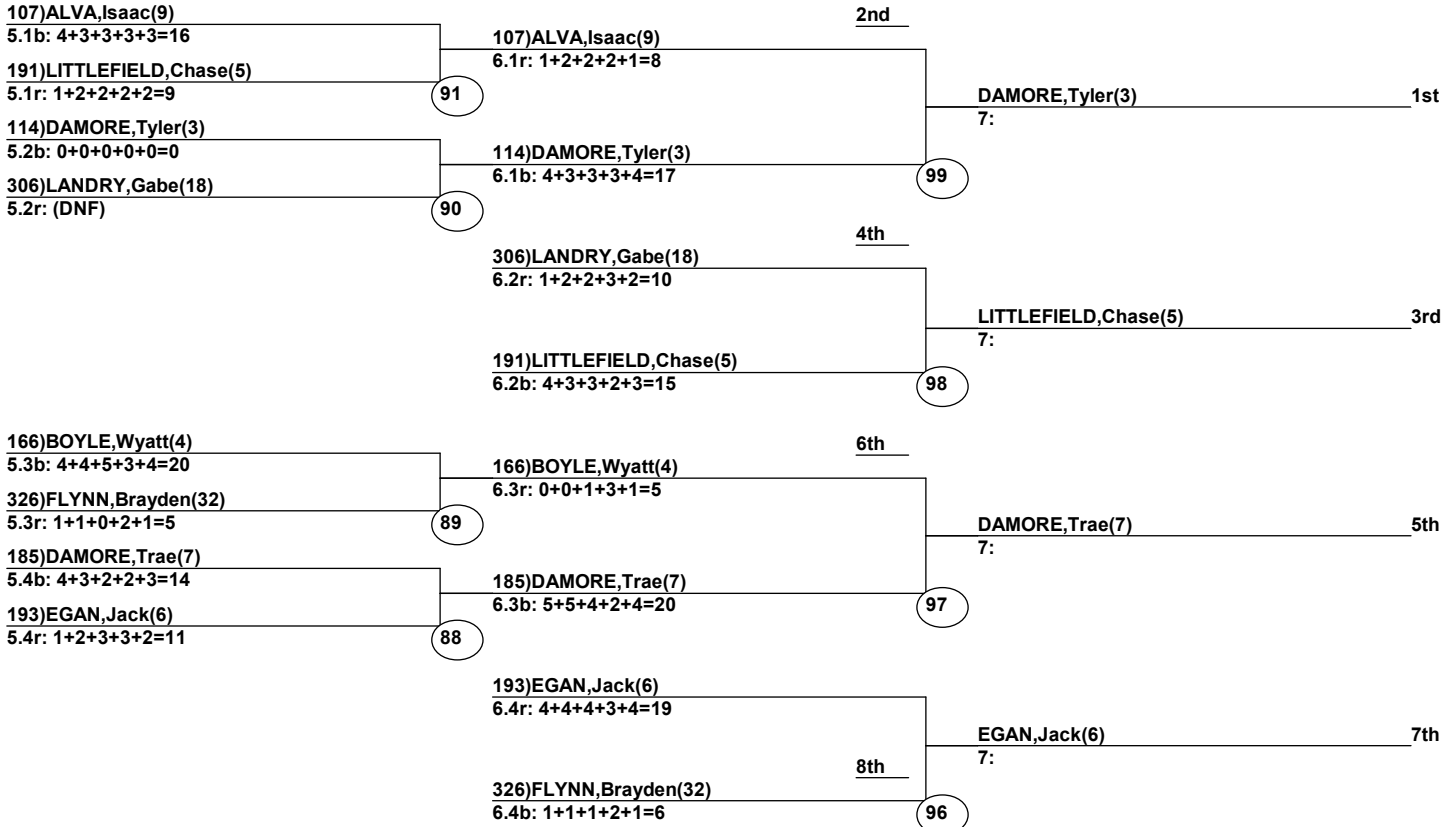 107)ALVA,Isaac(9)
5.1b: 4+3+3+3+3=16
191)LITTLEFIELD,Chase(5)
5.1r: 1+2+2+2+2=9
91
114)DAMORE,Tyler(3)
5.2b: 0+0+0+0+0=0
306)LANDRY,Gabe(18)
5.2r: (DNF)
90
2nd
107)ALVA,Isaac(9)
6.1r: 1+2+2+2+1=8
114)DAMORE,Tyler(3)
6.1b: 4+3+3+3+4=17
99
DAMORE,Tyler(3) 1st
7:
4th
306)LANDRY,Gabe(18)
6.2r: 1+2+2+3+2=10
191)LITTLEFIELD,Chase(5)
6.2b: 4+3+3+2+3=15
98
LITTLEFIELD,Chase(5) 3rd
7:
166)BOYLE,Wyatt(4)
5.3b: 4+4+5+3+4=20
326)FLYNN,Brayden(32)
5.3r: 1+1+0+2+1=5
89
185)DAMORE,Trae(7)
5.4b: 4+3+2+2+3=14
193)EGAN,Jack(6)
5.4r: 1+2+3+3+2=11
88
6th
166)BOYLE,Wyatt(4)
6.3r: 0+0+1+3+1=5
185)DAMORE,Trae(7)
6.3b: 5+5+4+2+4=20
97
DAMORE,Trae(7) 5th
7:
193)EGAN,Jack(6)
6.4r: 4+4+4+3+4=19
8th
326)FLYNN,Brayden(32)
6.4b: 1+1+1+2+1=6
96
EGAN,Jack(6) 7th
7: